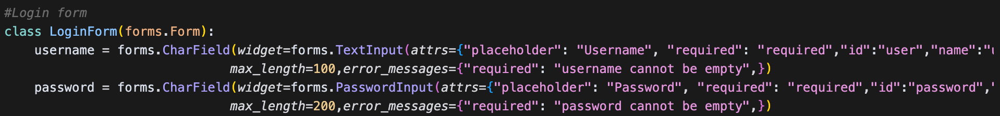 #Login form
class LoginForm(forms.Form):
    username = forms.CharField(widget=forms.TextInput(attrs={"placeholder": "Username", "required": "required","id":"user","name":"
                          max_length=100,error_messages={"required": "username cannot be empty",})
    password = forms.CharField(widget=forms.PasswordInput(attrs={"placeholder": "Password", "required": "required","id":"password","
                          max_length=200,error_messages={"required": "password cannot be empty",})